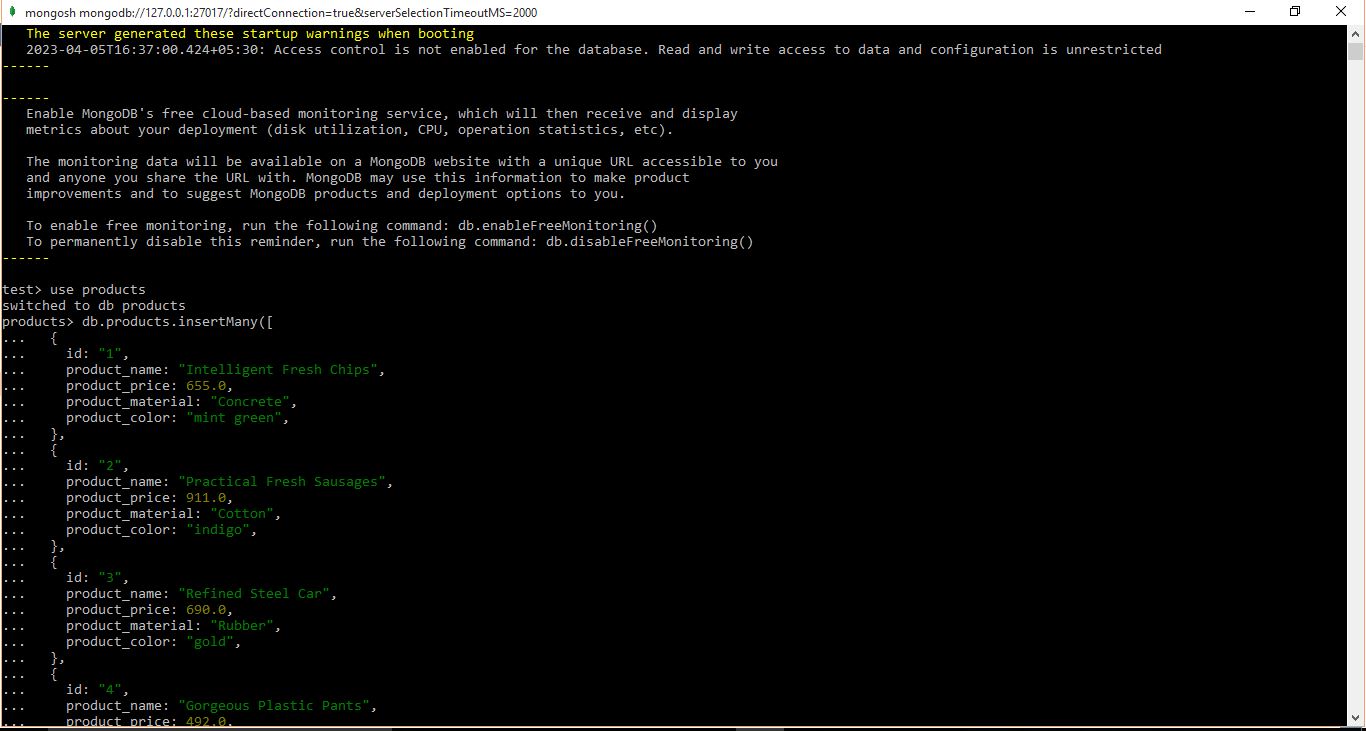 mongosh mongodb://127.0.0.1:27017/?directConnection=true&serverSelectionTimeoutMS=2000
The server generated these startup warnings when booting
2023-04-05T16:37:00.424+05:30: Access control is not enabled for the database. Read and write access to data and configuration is unrestricted
------
------
Enable MongoDB's free cloud-based monitoring service, which will then receive and display
metrics about your deployment (disk utilization, CPU, operation statistics, etc).
The monitoring data will be available on a MongoDB website with a unique URL accessible to you
and anyone you share the URL with. MongoDB may use this information to make product
improvements and to suggest MongoDB products and deployment options to you.
To enable free monitoring, run the following command: db.enableFreeMonitoring()
To permanently disable this reminder, run the following command: db.disableFreeMonitoring()
------
test> use products
switched to db products
products> db.products.insertMany([
...   {
...     id: "1",
...     product_name: "Intelligent Fresh Chips",
...     product_price: 655.0,
...     product_material: "Concrete",
...     product_color: "mint green",
...   },
...   {
...     id: "2",
...     product_name: "Practical Fresh Sausages",
...     product_price: 911.0,
...     product_material: "Cotton",
...     product_color: "indigo",
...   },
...   {
...     id: "3",
...     product_name: "Refined Steel Car",
...     product_price: 690.0,
...     product_material: "Rubber",
...     product_color: "gold",
...   },
...   {
...     id: "4",
...     product_name: "Gorgeous Plastic Pants",
...     product_price: 492.0,